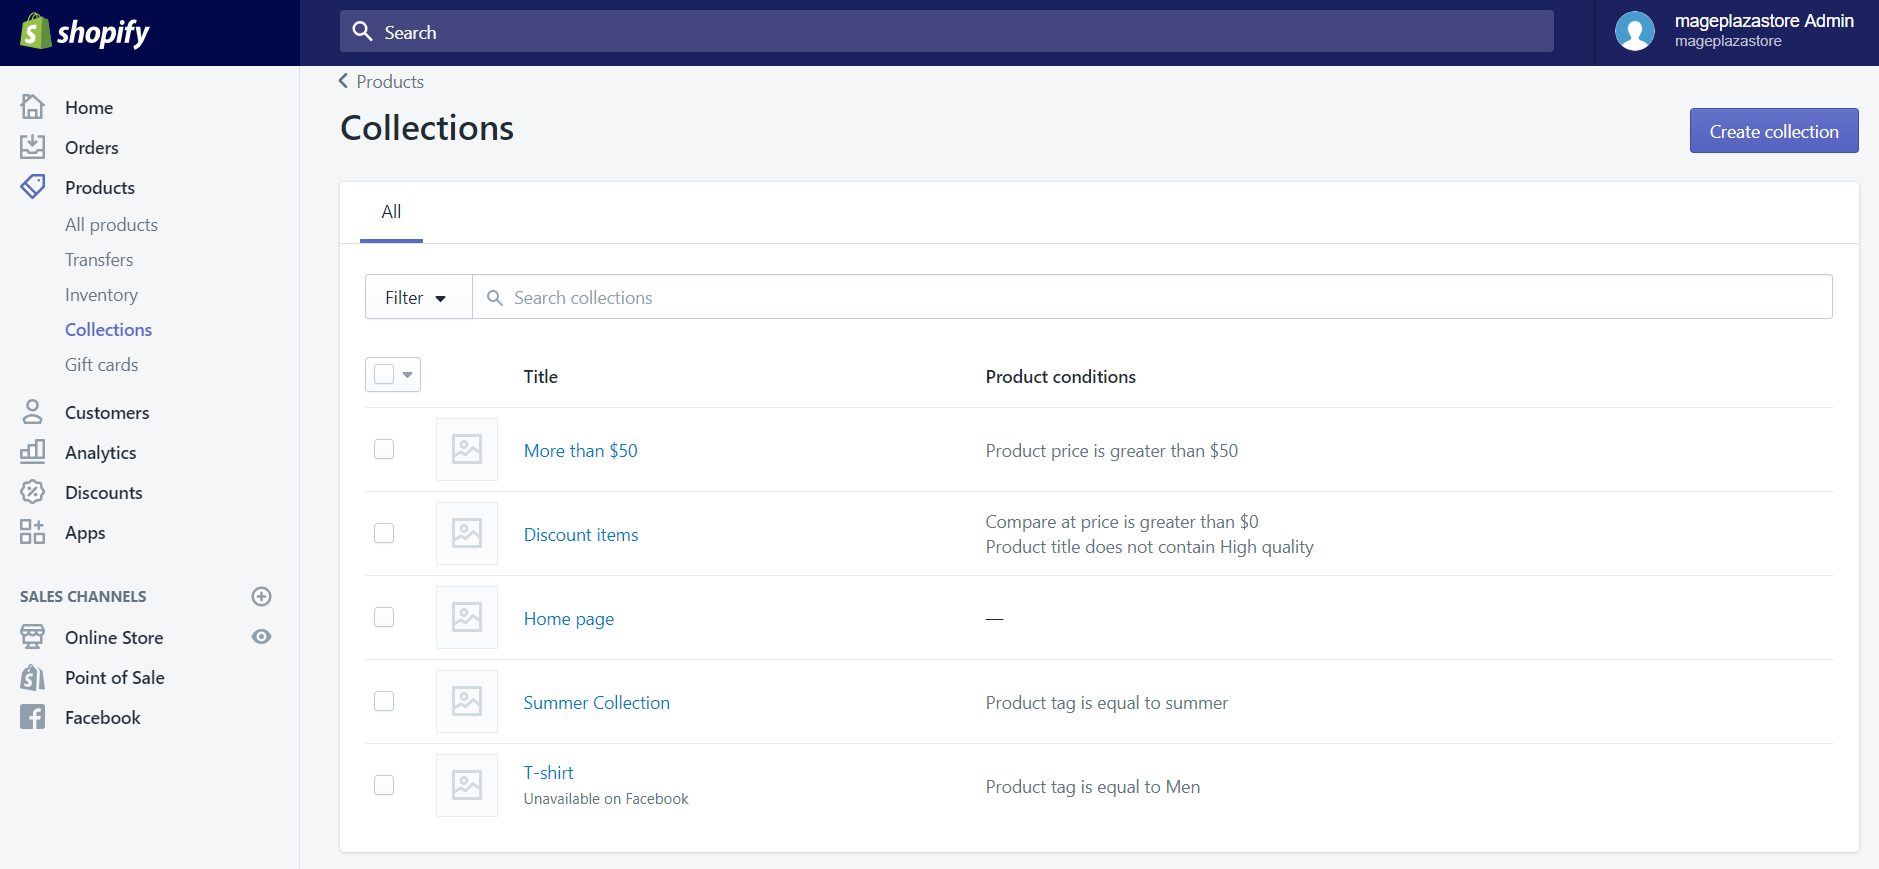 shopify
Search
mageplazastore Admin
mageplazastore
Home
Orders
Products
All products
Transfers
Inventory
Collections
Gift cards
Customers
Analytics
Discounts
Apps
SALES CHANNELS
Online Store
Point of Sale
Facebook
Products
Collections
Create collection
All
Filter
Search collections
Title
Product conditions
More than $50
Product price is greater than $50
Discount items
Compare at price is greater than $0
Product title does not contain High quality
Home page
—
Summer Collection
Product tag is equal to summer
T-shirt
Unavailable on Facebook
Product tag is equal to Men